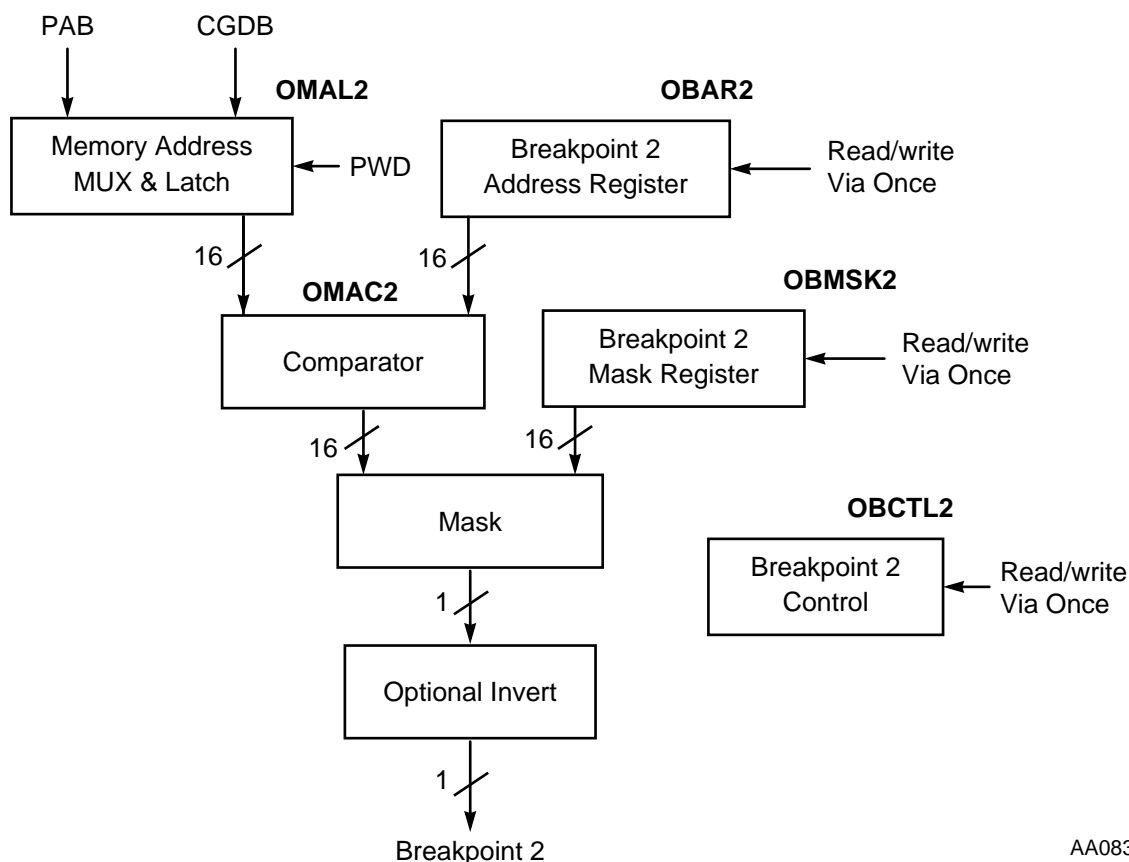 PAB
CGDB
OMAL2
OBAR2
Memory Address
MUX & Latch
PWD
Breakpoint 2
Address Register
Read/write
Via Once
16
16
OMAC2
OBMSK2
Comparator
Breakpoint 2
Mask Register
Read/write
Via Once
16
16
Mask
OBCTL2
Breakpoint 2
Control
Read/write
Via Once
1
Optional Invert
1
Breakpoint 2
AA083